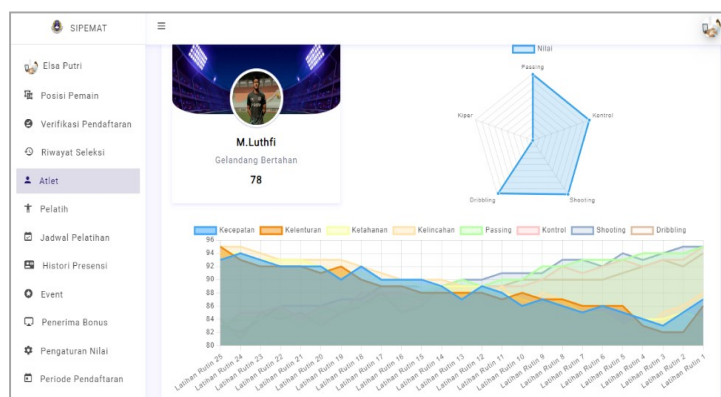 SIPEMAT
Elsa Putri
Posisi Pemain
Verifikasi Pendaftaran
Riwayat Seleksi
Atlet
Pelatih
Jadwal Pelatihan
Histori Presensi
Event
Penerima Bonus
Pengaturan Nilai
Periode Pendaftaran
M.Luthfi
Gelandang Bertahan
78
Nilai
Passing
Kiper
Kontrol
Dribbling
Shooting
Kecepatan Kelenturan Ketahanan Kelincahan Passing Kontrol Shooting Dribbling
96
94
92
90
88
86
84
82
80
Latihan Rutin 25
Latihan Rutin 24
Latihan Rutin 23
Latihan Rutin 22
Latihan Rutin 21
Latihan Rutin 20
Latihan Rutin 19
Latihan Rutin 18
Latihan Rutin 17
Latihan Rutin 16
Latihan Rutin 15
Latihan Rutin 14
Latihan Rutin 13
Latihan Rutin 12
Latihan Rutin 11
Latihan Rutin 10
Latihan Rutin 9
Latihan Rutin 8
Latihan Rutin 7
Latihan Rutin 6
Latihan Rutin 5
Latihan Rutin 4
Latihan Rutin 3
Latihan Rutin 2
Latihan Rutin 1